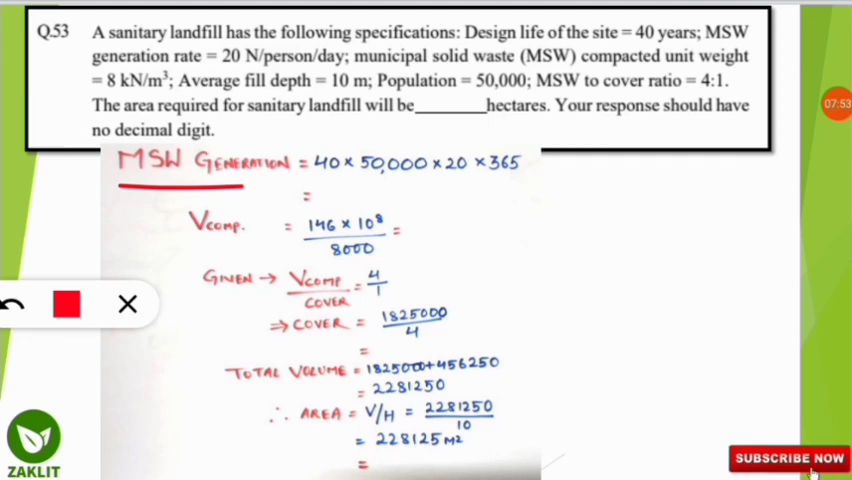 Q.53 A sanitary landfill has the following specifications: Design life of the site = 40 years; MSW
generation rate = 20 N/person/day; municipal solid waste (MSW) compacted unit weight
= 8 kN/m³; Average fill depth = 10 m; Population = 50,000; MSW to cover ratio = 4:1.
The area required for sanitary landfill will be________hectares. Your response should have
no decimal digit.
07:53
MSW GENERATION = 40 × 50,000 × 20 × 365
=
Vcomp. = 146 × 10⁸ / 8000 =
GIVEN → Vcomp / COVER = 4/1
⇒ COVER = 1825000 / 4
=
TOTAL VOLUME = 1825000 + 456250
= 2281250
∴ AREA = V/H = 2281250 / 10
= 228125 M2
=
ZAKLIT
SUBSCRIBE NOW